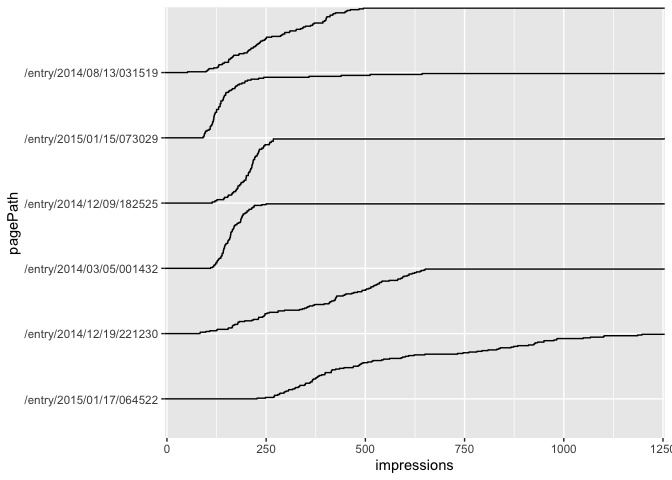 /entry/2014/08/13/031519
/entry/2015/01/15/073029
/entry/2014/12/09/182525
/entry/2014/03/05/001432
/entry/2014/12/19/221230
/entry/2015/01/17/064522
pagePath
0 250 500 750 1000 1250
impressions